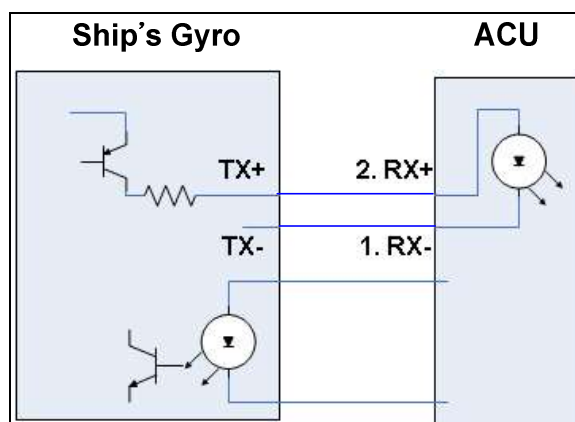 Ship's Gyro
ACU
TX+
2. RX+
TX-
1. RX-